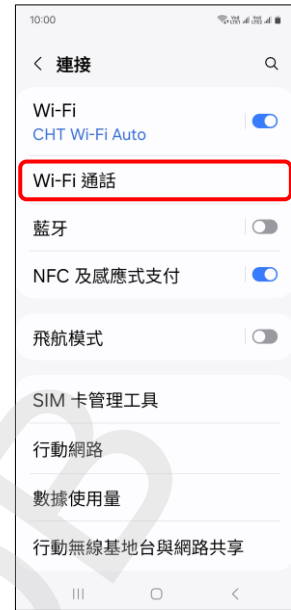 10:00
連接
Wi-Fi
CHT Wi-Fi Auto
Wi-Fi 通話
藍牙
NFC 及感應式支付
飛航模式
SIM 卡管理工具
行動網路
數據使用量
行動無線基地台與網路共享